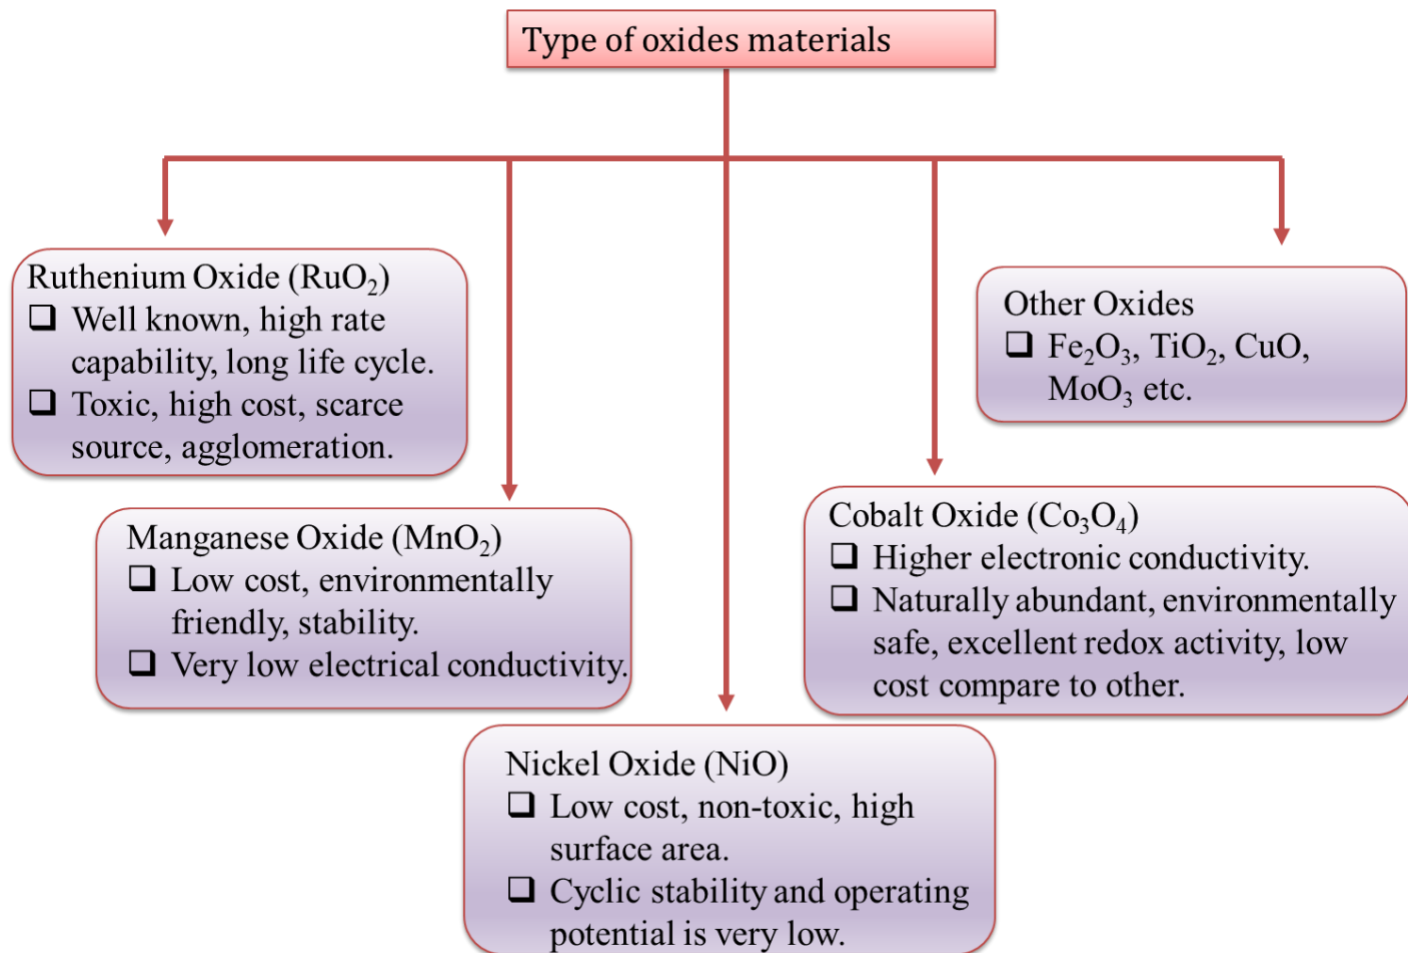 Type of oxides materials
Ruthenium Oxide (RuO₂)
❑ Well known, high rate
capability, long life cycle.
❑ Toxic, high cost, scarce
source, agglomeration.
Other Oxides
❑ Fe₂O₃, TiO₂, CuO,
MoO₃ etc.
Manganese Oxide (MnO₂)
❑ Low cost, environmentally
friendly, stability.
❑ Very low electrical conductivity.
Cobalt Oxide (Co₃O₄)
❑ Higher electronic conductivity.
❑ Naturally abundant, environmentally
safe, excellent redox activity, low
cost compare to other.
Nickel Oxide (NiO)
❑ Low cost, non-toxic, high
surface area.
❑ Cyclic stability and operating
potential is very low.